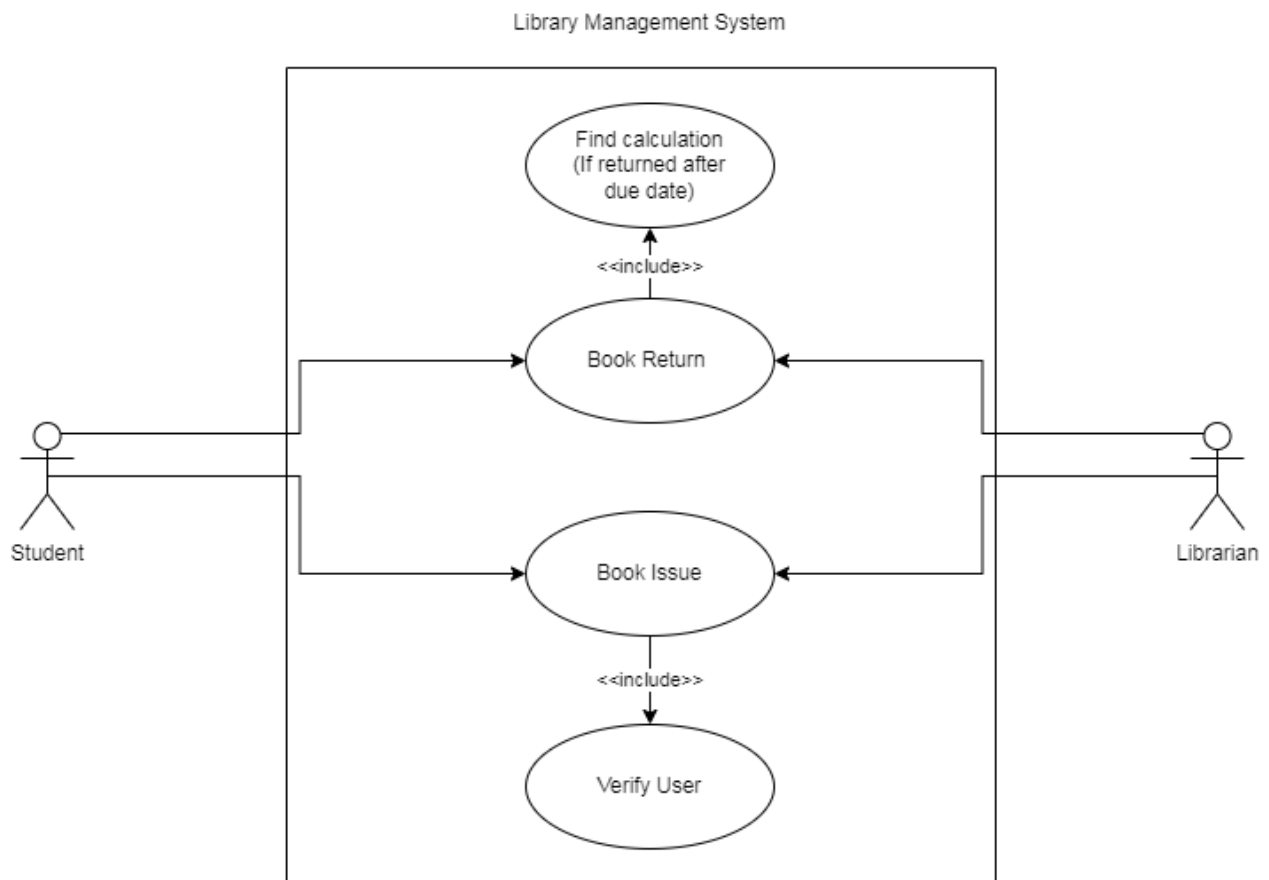 Library Management System
Find calculation
(If returned after
due date)
<<include>>
Book Return
Student
Librarian
Book Issue
<<include>>
Verify User